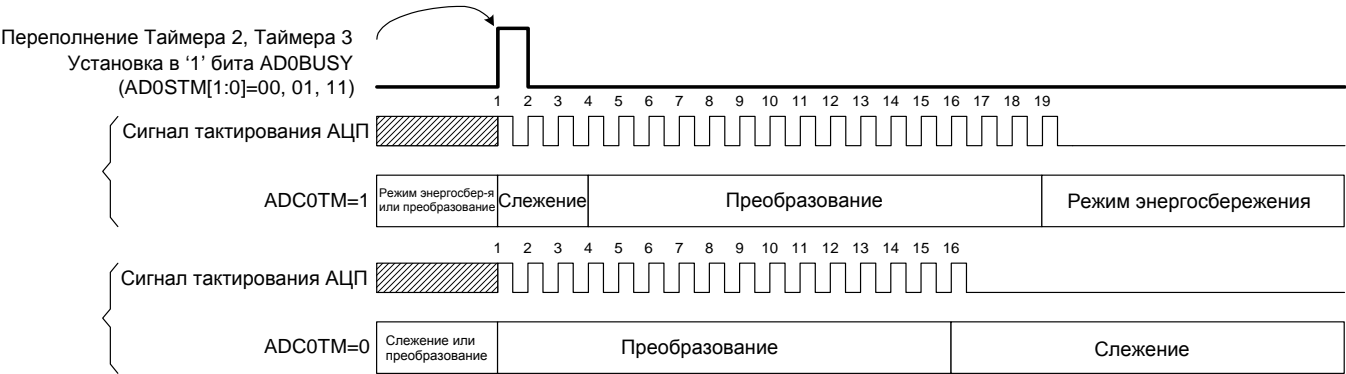 Переполнение Таймера 2, Таймера 3
Установка в ‘1’ бита AD0BUSY
(AD0STM[1:0]=00, 01, 11)
1 2 3 4 5 6 7 8 9 10 11 12 13 14 15 16 17 18 19
Сигнал тактирования АЦП
ADC0TM=1
Режим энергосбер-я
или преобразование
Слежение
Преобразование
Режим энергосбережения
1 2 3 4 5 6 7 8 9 10 11 12 13 14 15 16
Сигнал тактирования АЦП
ADC0TM=0
Слежение или
преобразование
Преобразование
Слежение